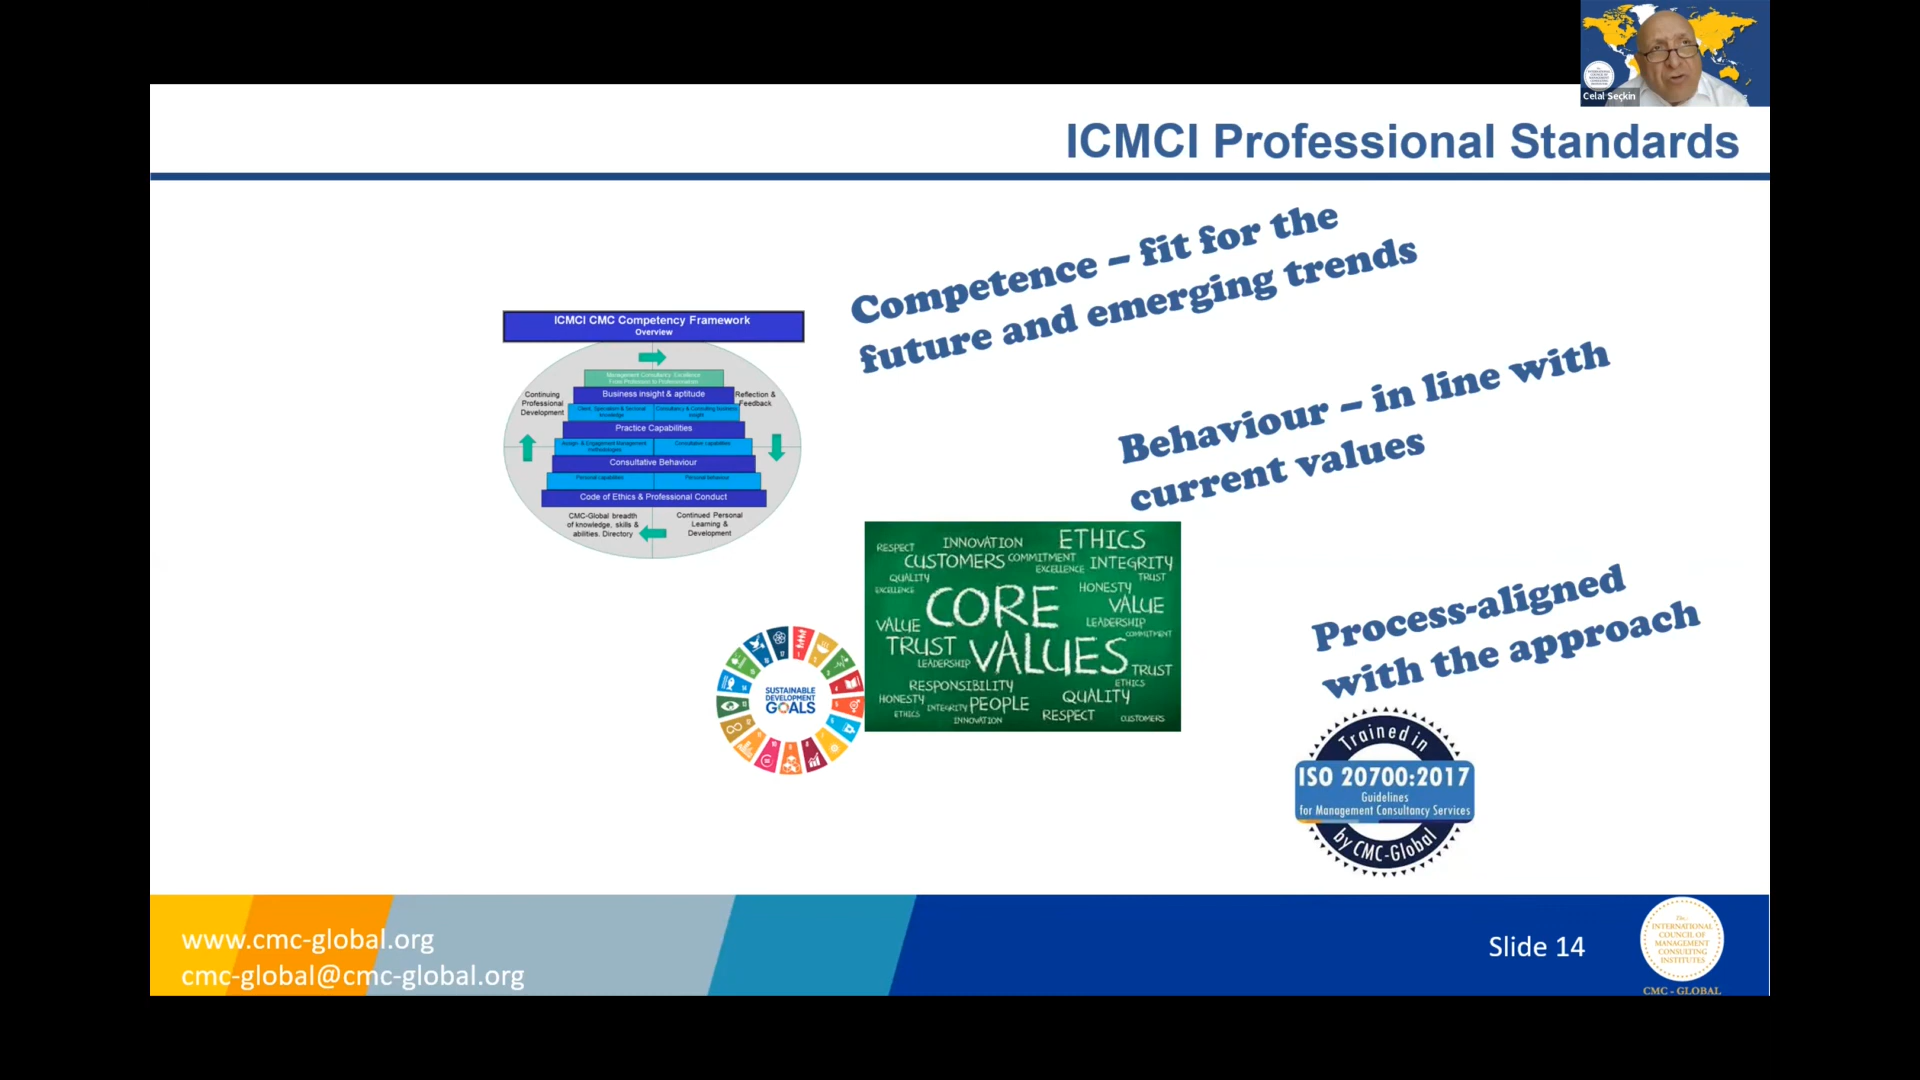 Celal Seçkin
ICMCI Professional Standards
Competence – fit for the
future and emerging trends
Behaviour – in line with
current values
Process-aligned
with the approach
ICMCI CMC Competency Framework
Overview
Management Consultancy Excellence
From Profession to Professionalism
Continuing
Professional
Development
Business insight & aptitude
Reflection &
Feedback
Client, Specialism & Sectoral
knowledge
Consultancy & Consulting business
insight
Practice Capabilities
Assign- & Engagement Management
methodologies
Consultative capabilities
Consultative Behaviour
Personal capabilities
Personal behaviour
Code of Ethics & Professional Conduct
CMC-Global breadth
of knowledge, skills &
abilities. Directory
Continued Personal
Learning &
Development
RESPECT INNOVATION ETHICS
CUSTOMERS COMMITMENT INTEGRITY
EXCELLENCE
QUALITY TRUST
EXCELLENCE HONESTY
CORE VALUE
VALUE LEADERSHIP
COMMITMENT
TRUST VALUES
LEADERSHIP TRUST
RESPONSIBILITY ETHICS
HONESTY INTEGRITY PEOPLE QUALITY
ETHICS INNOVATION RESPECT CUSTOMERS
SUSTAINABLE
DEVELOPMENT
GOALS
Trained in
ISO 20700:2017
Guidelines
for Management Consultancy Services
by CMC-Global
www.cmc-global.org
cmc-global@cmc-global.org
Slide 14
The
INTERNATIONAL
COUNCIL OF
MANAGEMENT
CONSULTING
INSTITUTES
CMC - GLOBAL